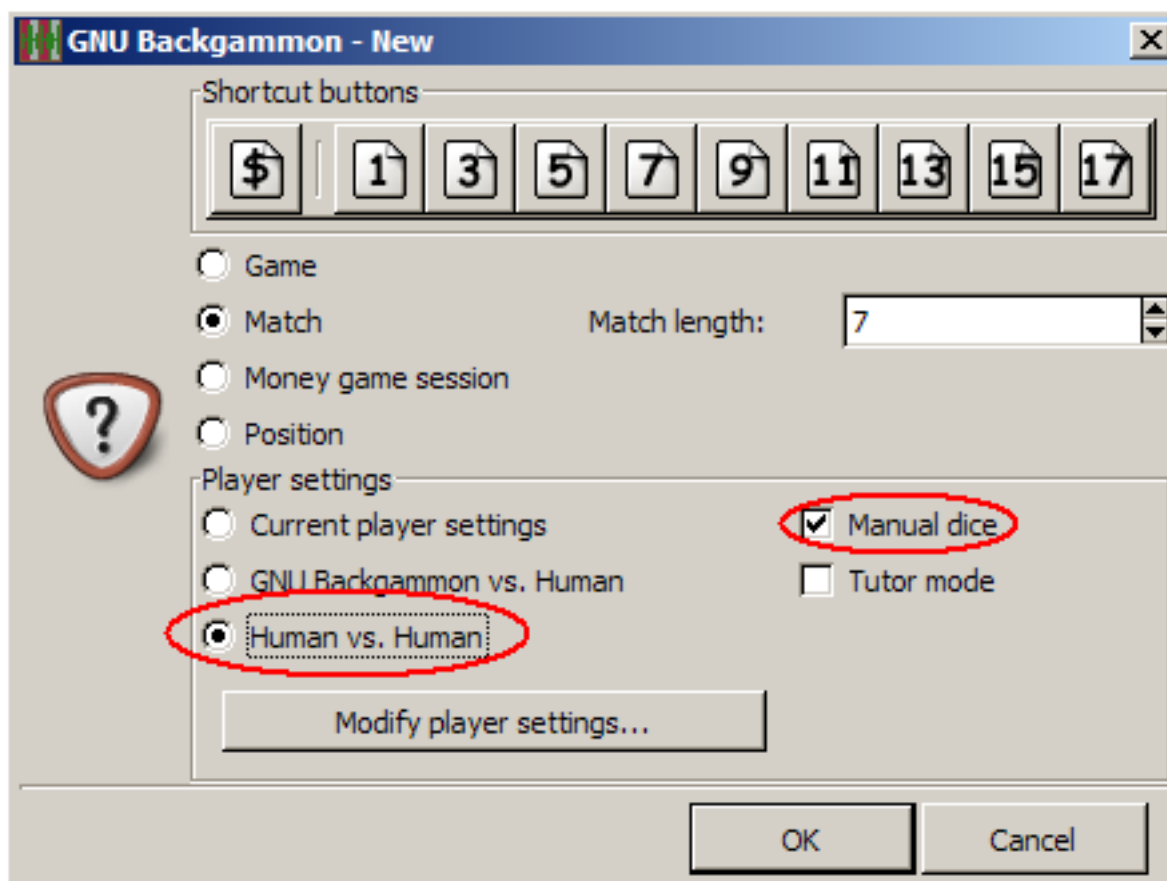 GNU Backgammon - New
Shortcut buttons
$ 1 3 5 7 9 11 13 15 17
Game
Match Match length: 7
Money game session
? Position
Player settings
Current player settings Manual dice
GNU Backgammon vs. Human Tutor mode
Human vs. Human
Modify player settings...
OK Cancel